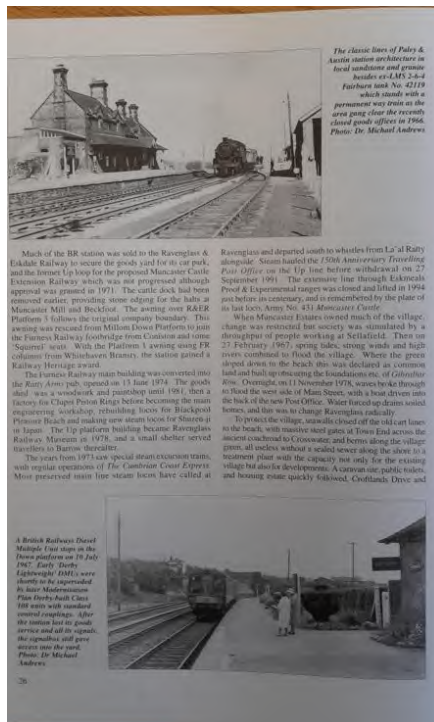 The classic lines of Paley &
Austin station architecture in
local sandstone and granite
besides ex-LMS 2-6-4
Fairburn tank No. 42119
which stands with a
permanent way train as the
area gang clear the recently
closed goods offices in 1966.
Photo: Dr. Michael Andrews
Much of the BR station was sold to the Ravenglass &
Eskdale Railway to secure the goods yard for its car park,
and the former Up loop for the proposed Muncaster Castle
Extension Railway which was not progressed although
approval was granted in 1971. The cattle dock had been
removed earlier, providing stone edging for the halts at
Muncaster Mill and Beckfoot. The awning over R&ER
Platform 3 follows the original company boundary. This
awning was rescued from Millom Down Platform to join
the Furness Railway footbridge from Coniston and some
'Squirrel' seats. With the Platform 1 awning using FR
columns from Whitehaven Bransty, the station gained a
Railway Heritage award.
The Furness Railway main building was converted into
the Ratty Arms pub, opened on 13 June 1974. The goods
shed was a woodwork and paintshop until 1981, then a
factory for Chapel Pelton Rings before becoming the main
engineering workshop, rebuilding locos for Blackpool
Pleasure Beach and making new steam locos for Shuzenji
in Japan. The Up platform building became Ravenglass
Railway Museum in 1978, and a small shelter served
travellers to Barrow thereafter.
The years from 1973 saw special steam excursion trains,
with regular operations of The Cumbrian Coast Express.
Most preserved main line steam locos have called at
Ravenglass and departed south to whistles from La'al Ratty
alongside. Steam hauled the 150th Anniversary Travelling
Post Office on the Up line before withdrawal on 27
September 1991. The extensive line through Eskmeals
Proof & Experimental ranges was closed and lifted in 1994
just before its centenary, and is remembered by the plate of
its last loco, Army No. 431 Muncaster Castle.
When Muncaster Estates owned much of the village,
change was restricted but society was stimulated by a
throughput of people working at Sellafield. Then on
27 February 1967, spring tides, strong winds and high
rivers combined to flood the village. Where the green
sloped down to the beach this was declared as common
land and built up obscuring the foundations etc. of Gibraltar
Row. Overnight, on 11 November 1978, waves broke through
to flood the west side of Main Street, with a boat driven into
the back of the new Post Office. Water forced up drains soiled
homes, and this was to change Ravenglass radically.
To protect the village, seawalls closed off the old cart lones
to the beach, with massive steel gates at Town End across the
ancient coachroad to Crosswater, and berms along the village
green, all useless without a sealed sewer along the shore to a
treatment plant with the capacity not only for the existing
village but also for developments. A caravan site, public toilets,
and housing estate quickly followed. Croftlands Drive and
A British Railways Diesel
Multiple Unit stops at the
Down platform on 20 July
1967. Early 'Derby
Lightweight' DMUs were
shortly to be superseded
by later Modernisation
Plan Derby-built Class
108 units with standard
control couplings. After
the station lost its goods
service and all its signals,
the signalbox still gave
access into the yard.
Photo: Dr Michael
Andrews
26